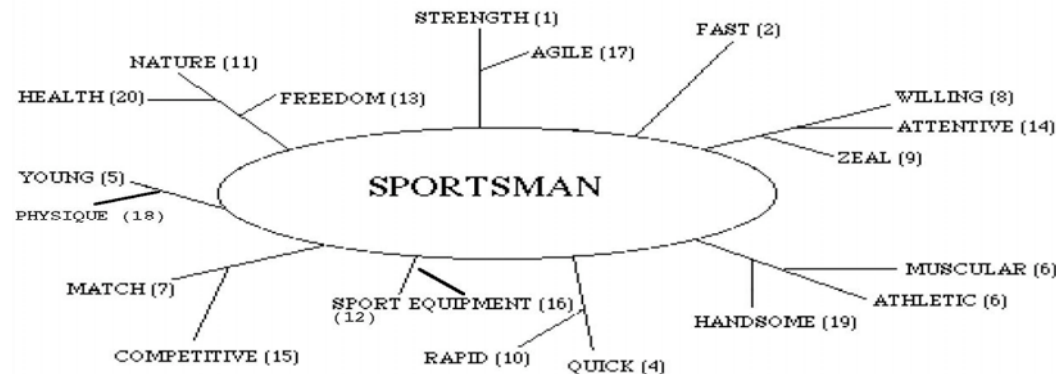 STRENGTH (1)
FAST (2)
AGILE (17)
NATURE (11)
HEALTH (20)
FREEDOM (13)
WILLING (8)
ATTENTIVE (14)
ZEAL (9)
YOUNG (5)
PHYSIQUE (18)
SPORTSMAN
MATCH (7)
COMPETITIVE (15)
SPORT EQUIPMENT (16)
(12)
RAPID (10)
QUICK (4)
MUSCULAR (6)
ATHLETIC (6)
HANDSOME (19)